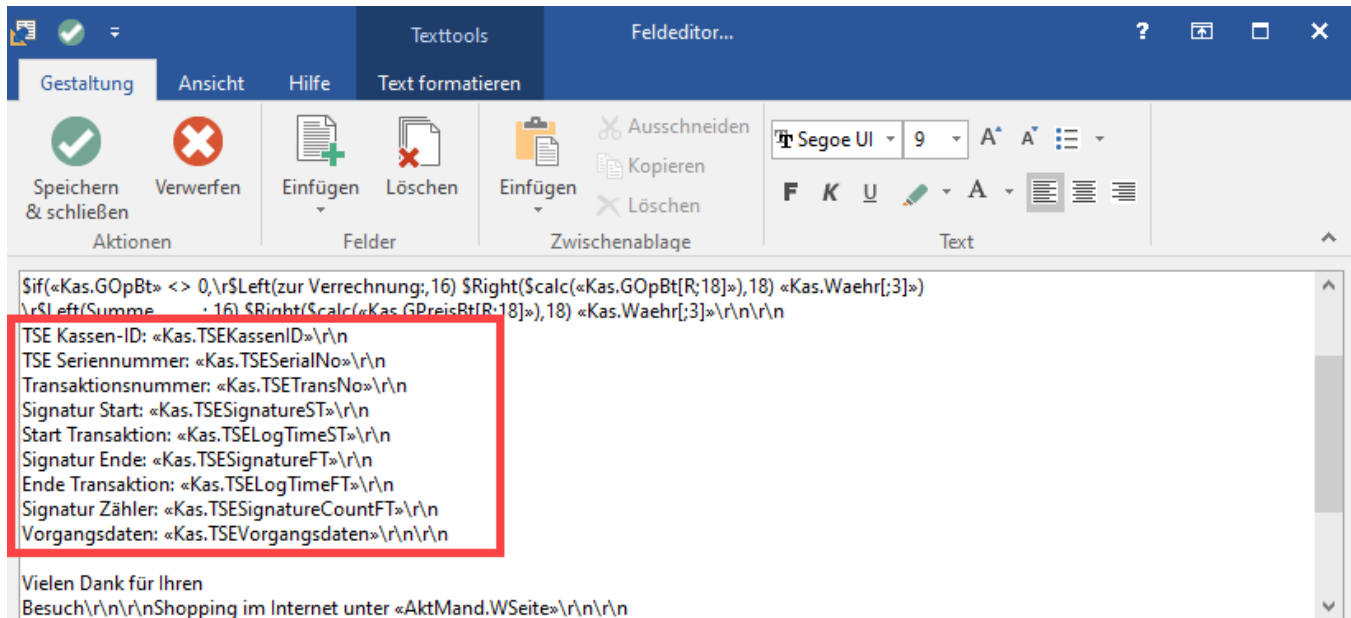 Texttools Feldeditor... ?
Gestaltung Ansicht Hilfe Text formatieren
Speichern & schließen
Verwerfen
Einfügen
Löschen
Einfügen
Ausschneiden
Kopieren
Löschen
Segoe UI 9 A A
F K U A
Aktionen Felder Zwischenablage Text
$if(«Kas.GOpBt» <> 0,\r$Left(zur Verrechnung:,16) $Right($calc(«Kas.GOpBt[R;18]»),18) «Kas.Waehr[;3]»)
\r$Left(Summe : 16) $Right($calc(«Kas.GPreisBt[R;18]»),18) «Kas.Waehr[;3]»\r\n\r\n
TSE Kassen-ID: «Kas.TSEKassenID»\r\n
TSE Seriennummer: «Kas.TSESerialNo»\r\n
Transaktionsnummer: «Kas.TSETransNo»\r\n
Signatur Start: «Kas.TSESignatureST»\r\n
Start Transaktion: «Kas.TSELogTimeST»\r\n
Signatur Ende: «Kas.TSESignatureFT»\r\n
Ende Transaktion: «Kas.TSELogTimeFT»\r\n
Signatur Zähler: «Kas.TSESignatureCountFT»\r\n
Vorgangsdaten: «Kas.TSEVorgangsdaten»\r\n\r\n
Vielen Dank für Ihren
Besuch\r\n\r\nShopping im Internet unter «AktMand.WSeite»\r\n\r\n